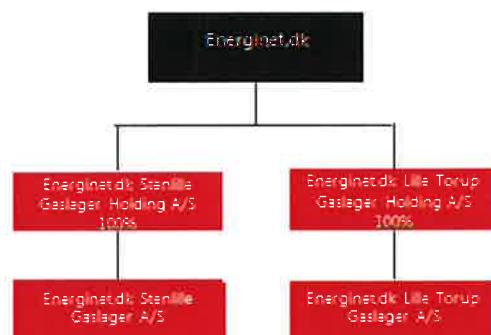 Energinet.dk
Energinet.dk Stenlille
Gaslager Holding A/S
100%
Energinet.dk Lille Torup
Gaslager Holding A/S
100%
Energinet.dk Stenlille
Gaslager A/S
Energinet.dk Lille Torup
Gaslager A/S